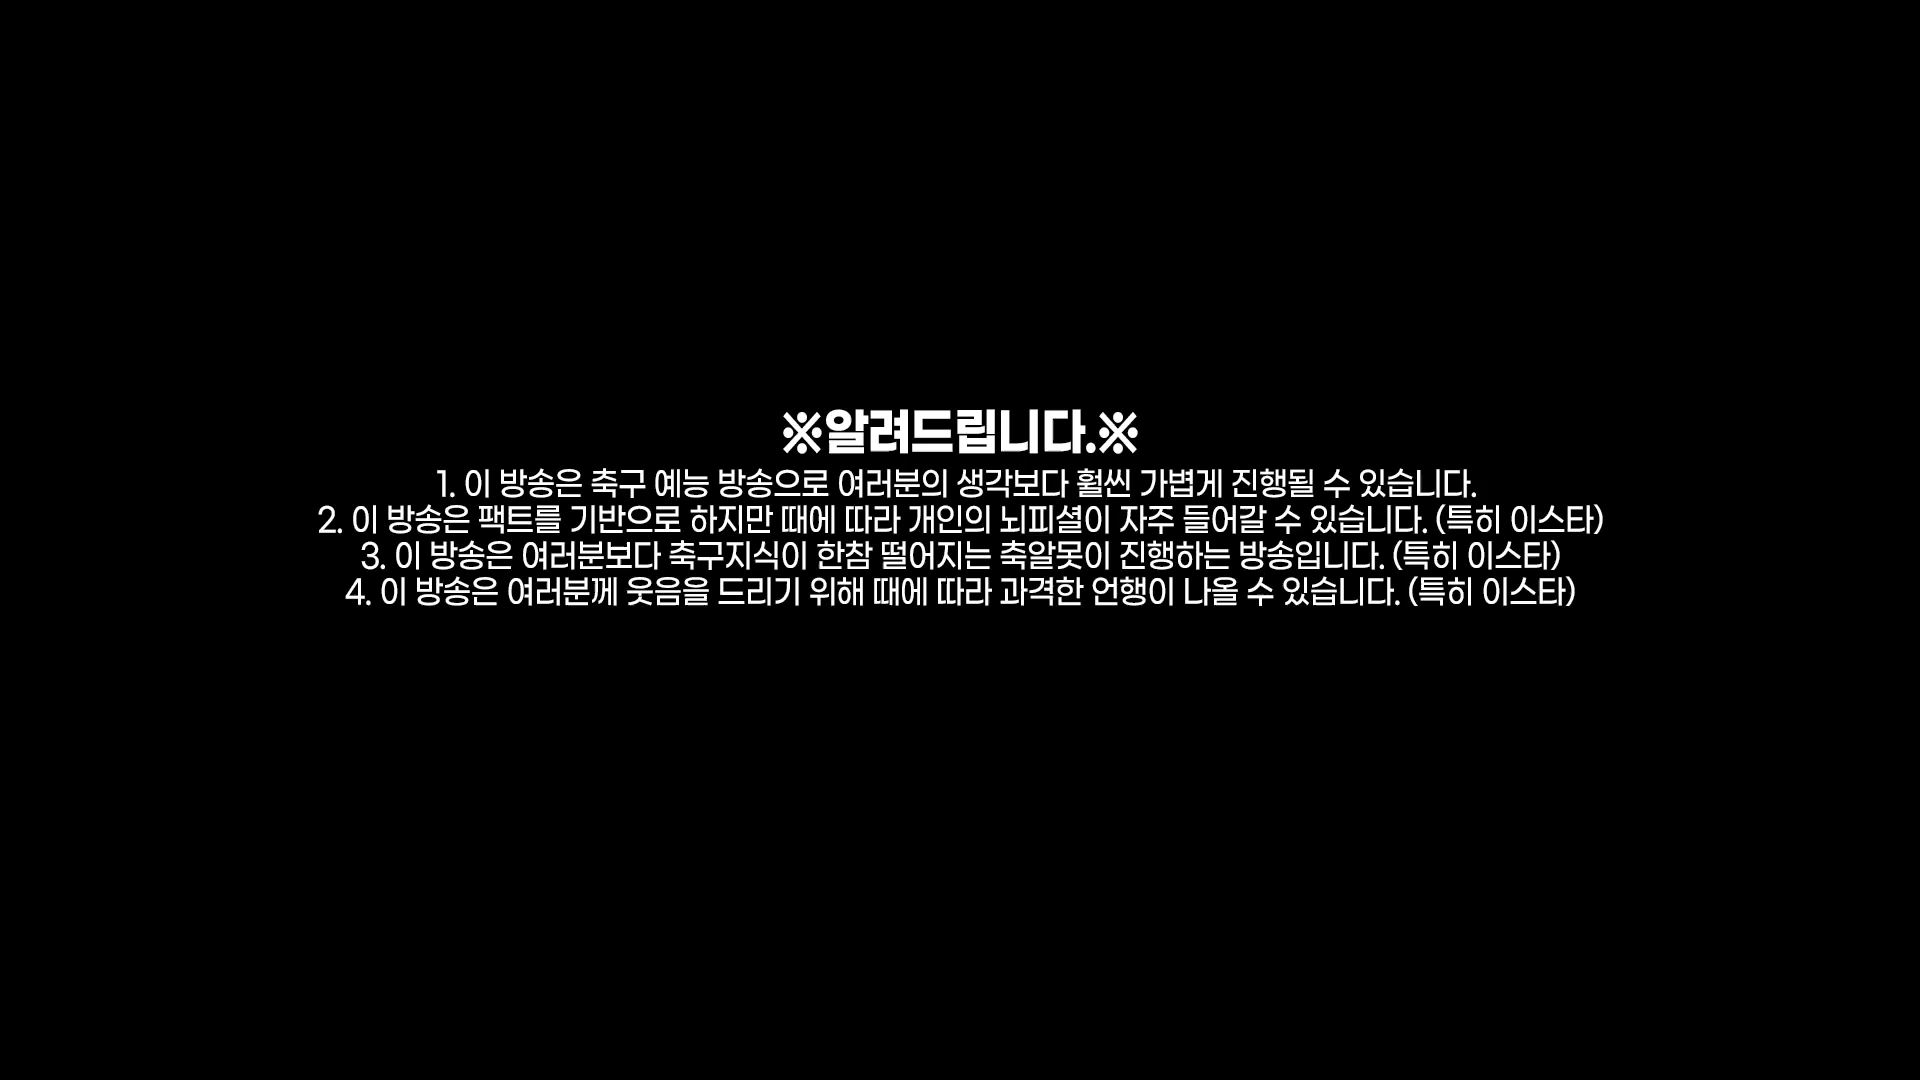 ※알려드립니다.※
1. 이 방송은 축구 예능 방송으로 여러분의 생각보다 훨씬 가볍게 진행될 수 있습니다.
2. 이 방송은 팩트를 기반으로 하지만 때에 따라 개인의 뇌피셜이 자주 들어갈 수 있습니다. (특히 이스타)
3. 이 방송은 여러분보다 축구지식이 한참 떨어지는 축알못이 진행하는 방송입니다. (특히 이스타)
4. 이 방송은 여러분께 웃음을 드리기 위해 때에 따라 과격한 언행이 나올 수 있습니다. (특히 이스타)